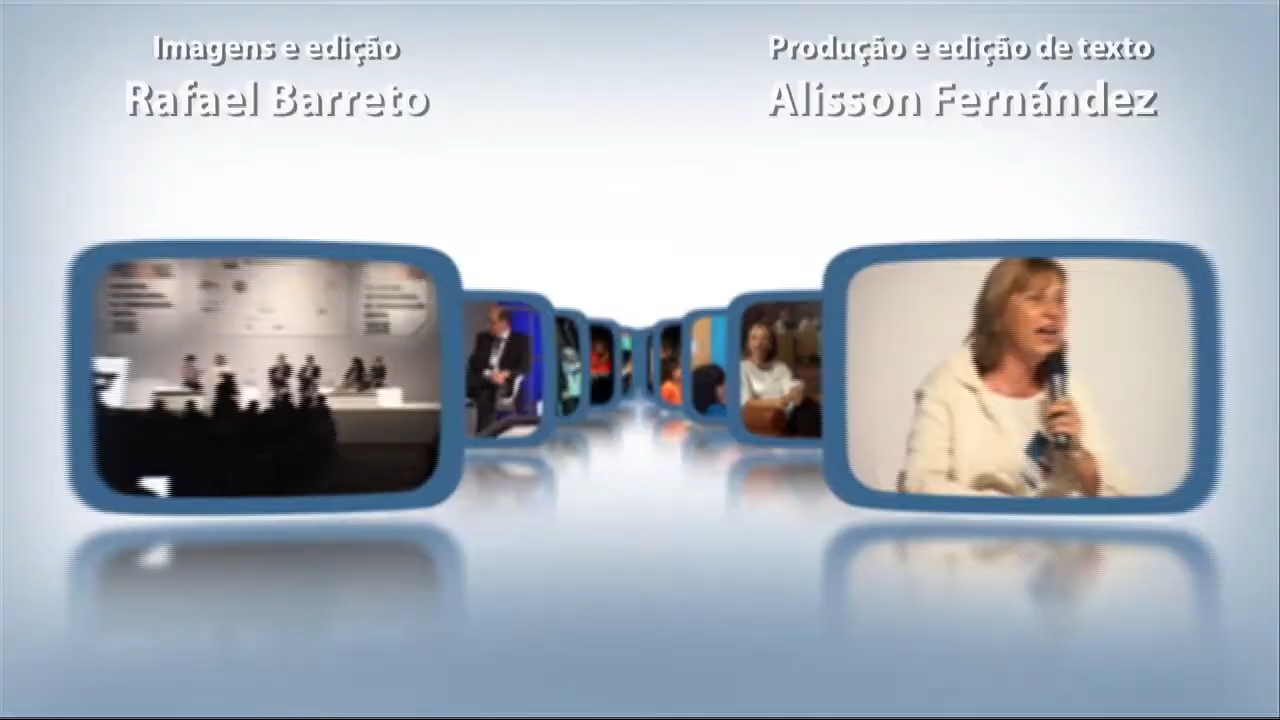 Imagens e edição
Rafael Barreto
Produção e edição de texto
Alisson Fernández